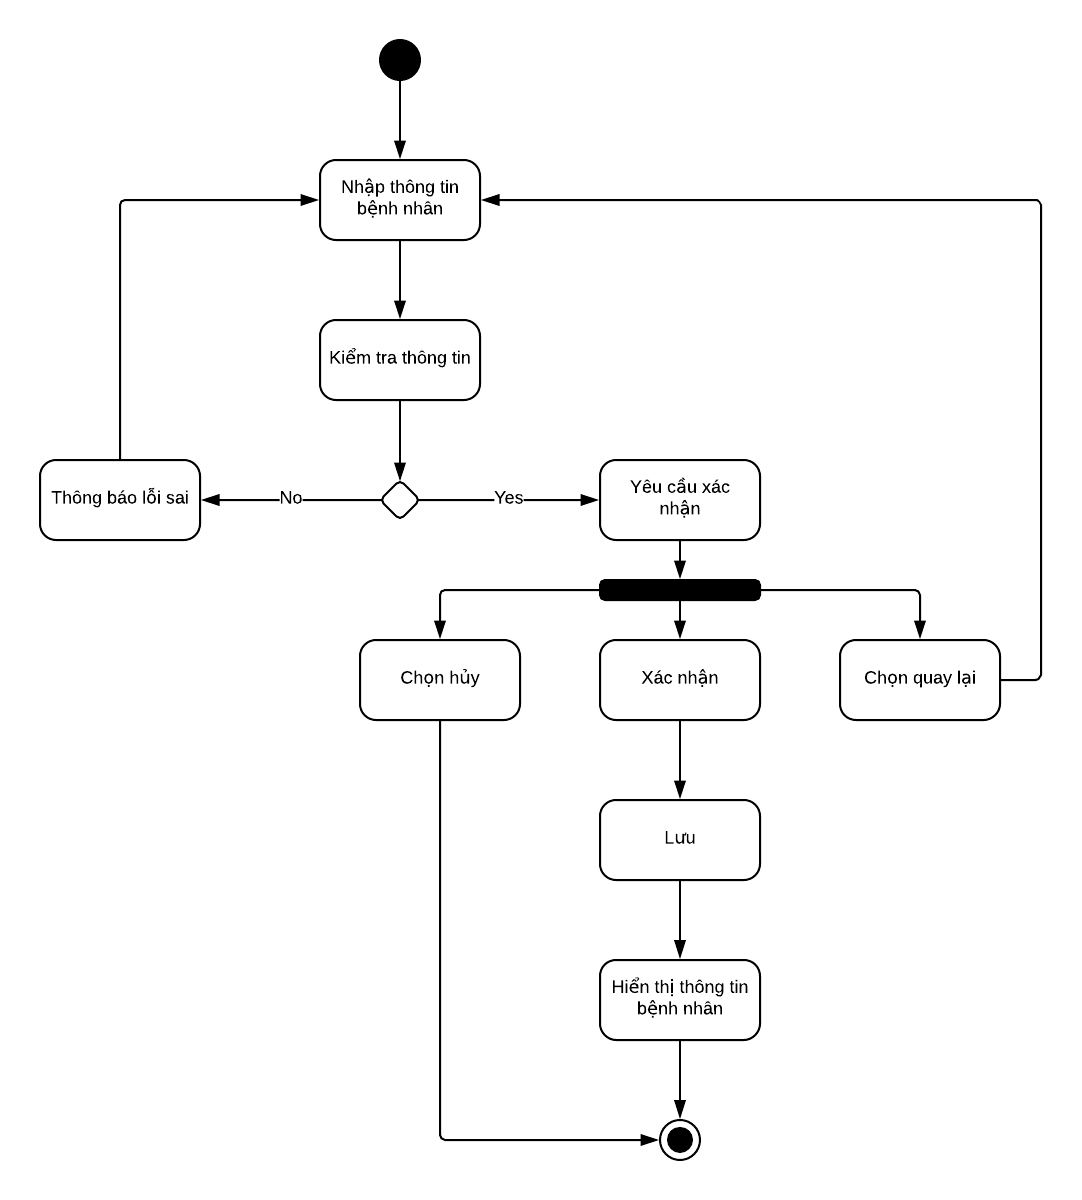 Nhập thông tin
bệnh nhân
Kiểm tra thông tin
Thông báo lỗi sai
No
Yes
Yêu cầu xác
nhận
Chọn hủy
Xác nhận
Chọn quay lại
Lưu
Hiển thị thông tin
bệnh nhân